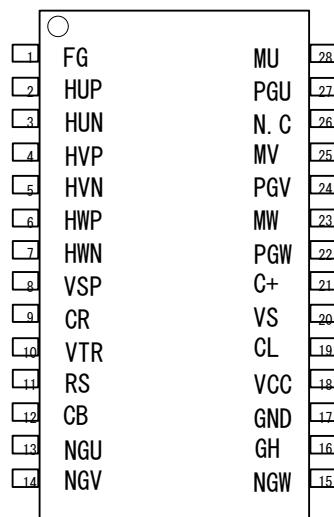 1 FG MU 28
2 HUP PGU 27
3 HUN N.C 26
4 HVP MV 25
5 HVN PGV 24
6 HWP MW 23
7 HWN PGW 22
8 VSP C+ 21
9 CR VS 20
10 VTR CL 19
11 RS VCC 18
12 CB GND 17
13 NGU GH 16
14 NGV NGW 15